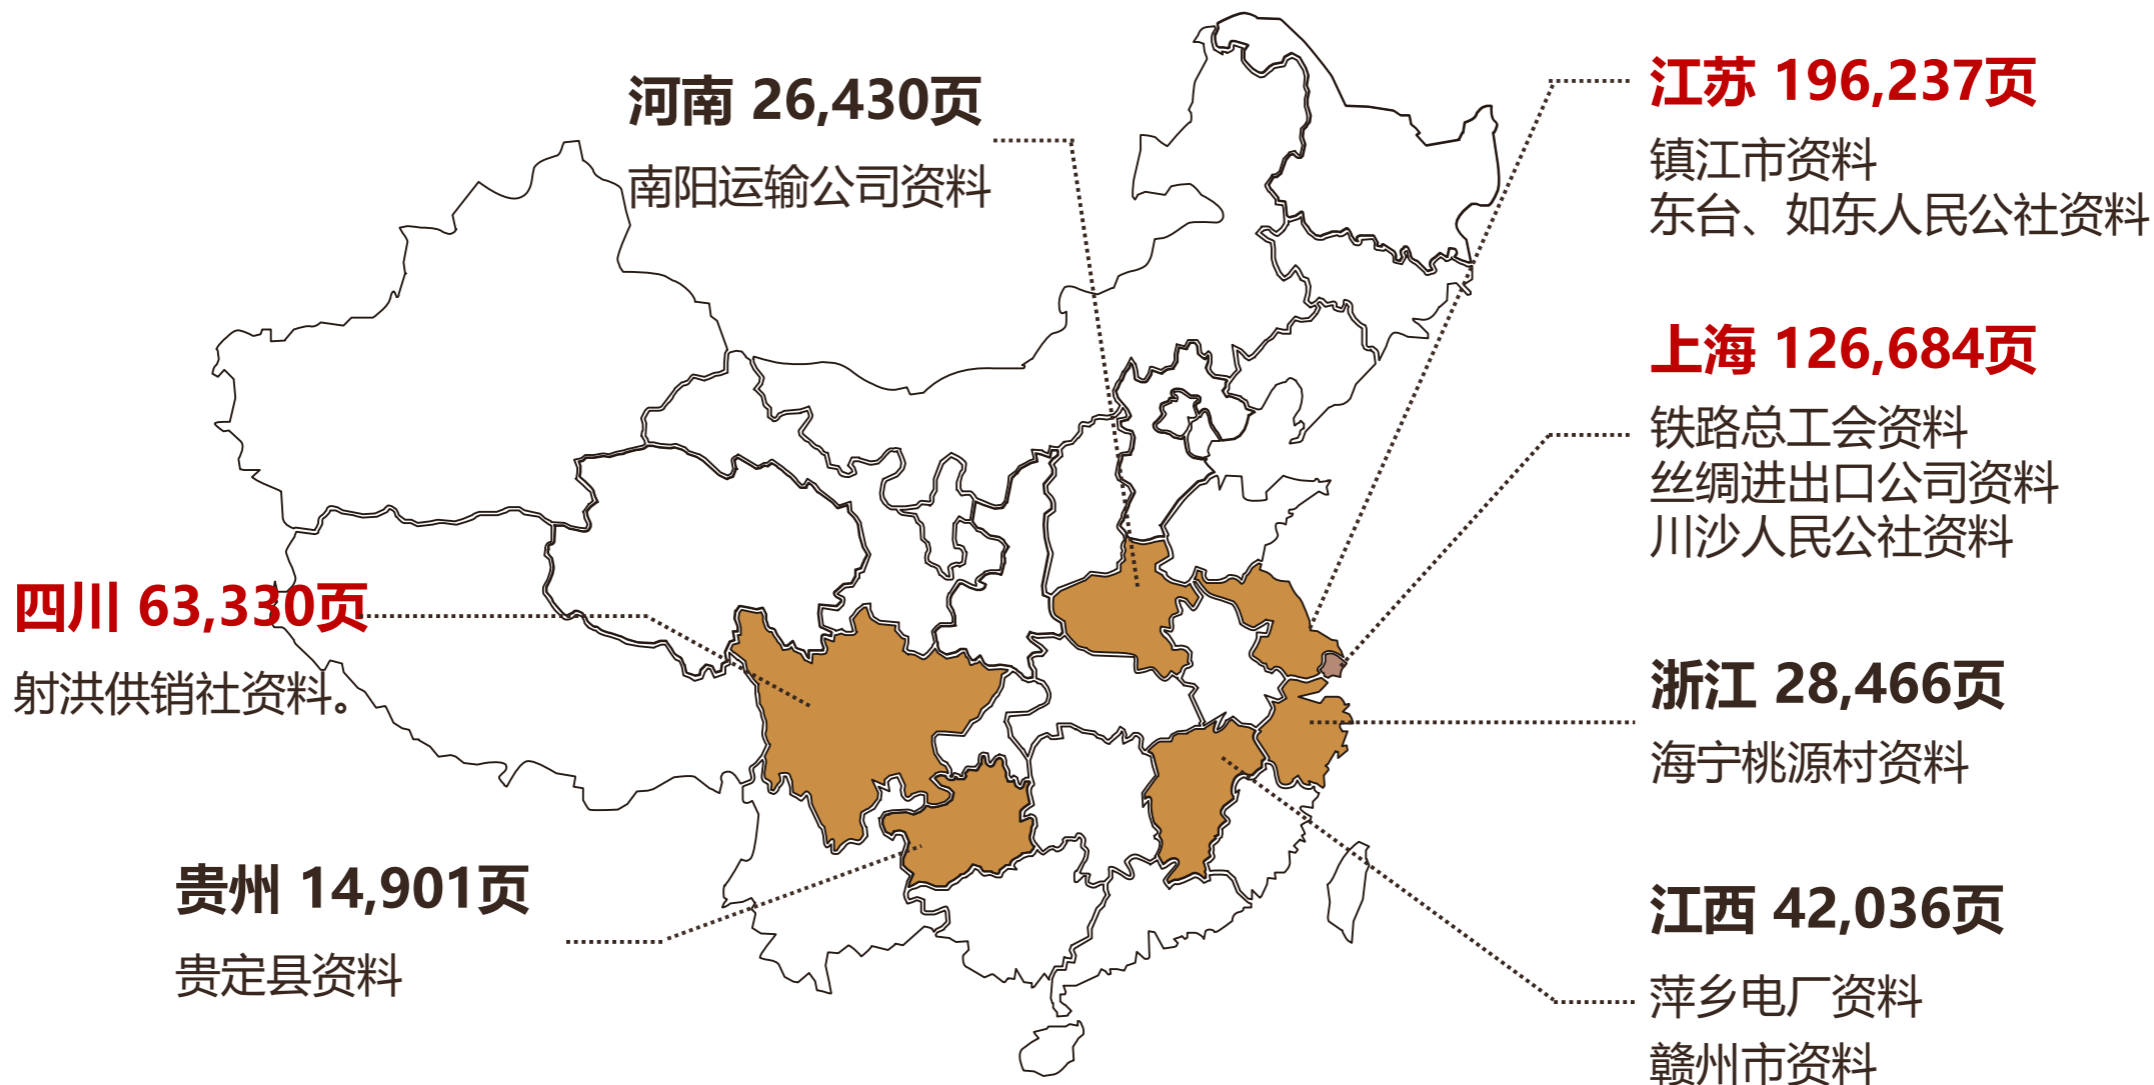 河南 26,430页
南阳运输公司资料
四川 63,330页
射洪供销社资料。
贵州 14,901页
贵定县资料
江苏 196,237页
镇江市资料
东台、如东人民公社资料
上海 126,684页
铁路总工会资料
丝绸进出口公司资料
川沙人民公社资料
浙江 28,466页
海宁桃源村资料
江西 42,036页
萍乡电厂资料
赣州市资料